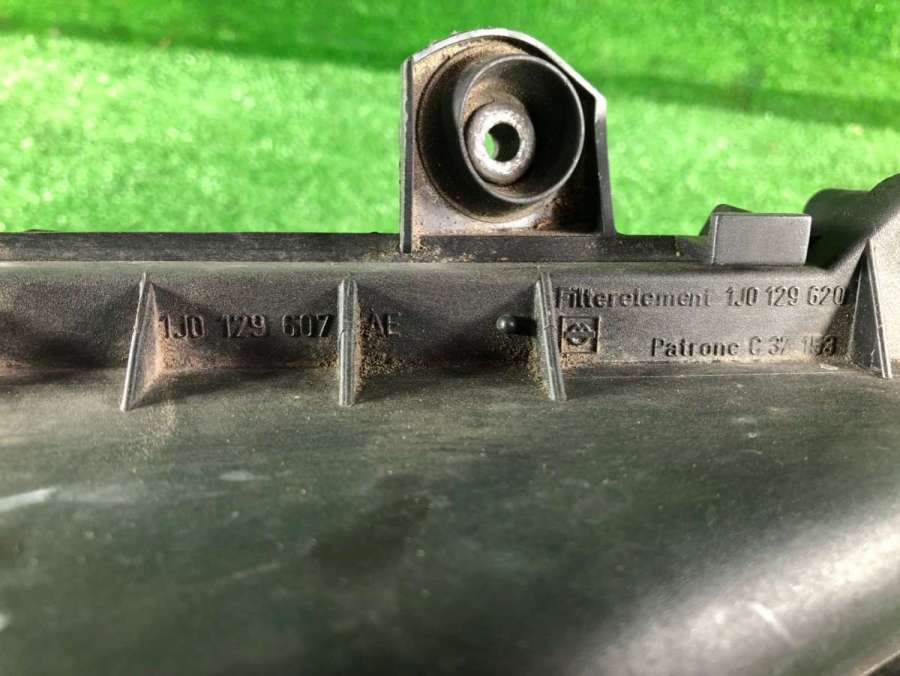 1J0 129 607 AE
Filterelement 1J0 129 620
Patrone C 37 153